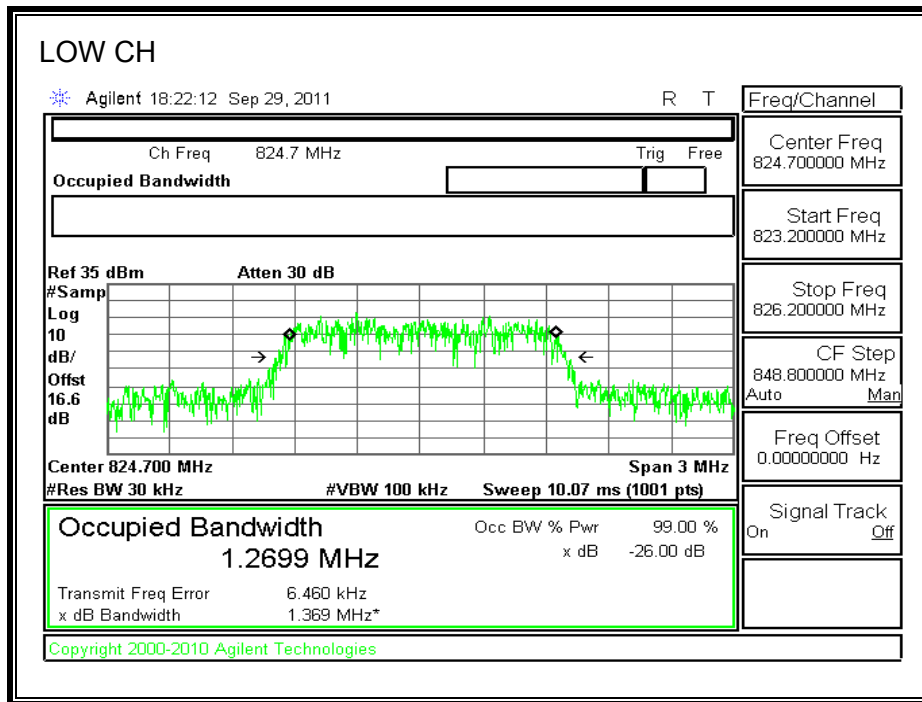 LOW CH
Agilent 18:22:12 Sep 29, 2011 R T
Freq/Channel
Ch Freq 824.7 MHz Trig Free
Occupied Bandwidth
Center Freq
824.700000 MHz
Start Freq
823.200000 MHz
Stop Freq
826.200000 MHz
CF Step
848.800000 MHz
Auto Man
Freq Offset
0.00000000 Hz
Signal Track
On Off
Ref 35 dBm Atten 30 dB
#Samp
Log
10
dB/
Offst
16.6
dB
Center 824.700 MHz Span 3 MHz
#Res BW 30 kHz #VBW 100 kHz Sweep 10.07 ms (1001 pts)
Occupied Bandwidth Occ BW % Pwr 99.00 %
1.2699 MHz x dB -26.00 dB
Transmit Freq Error 6.460 kHz
x dB Bandwidth 1.369 MHz*
Copyright 2000-2010 Agilent Technologies